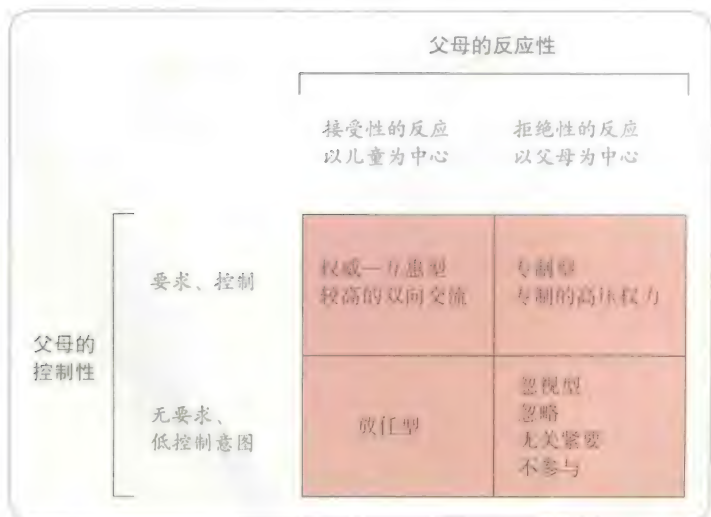 父母的反应性
接受性的反应
以儿童为中心
拒绝性的反应
以父母为中心
父母的
控制性
要求、控制
权威—互惠型
较高的双向交流
专制型
专制的高压权力
无要求、
低控制意图
放任型
忽视型
忽略
无关紧要
不参与